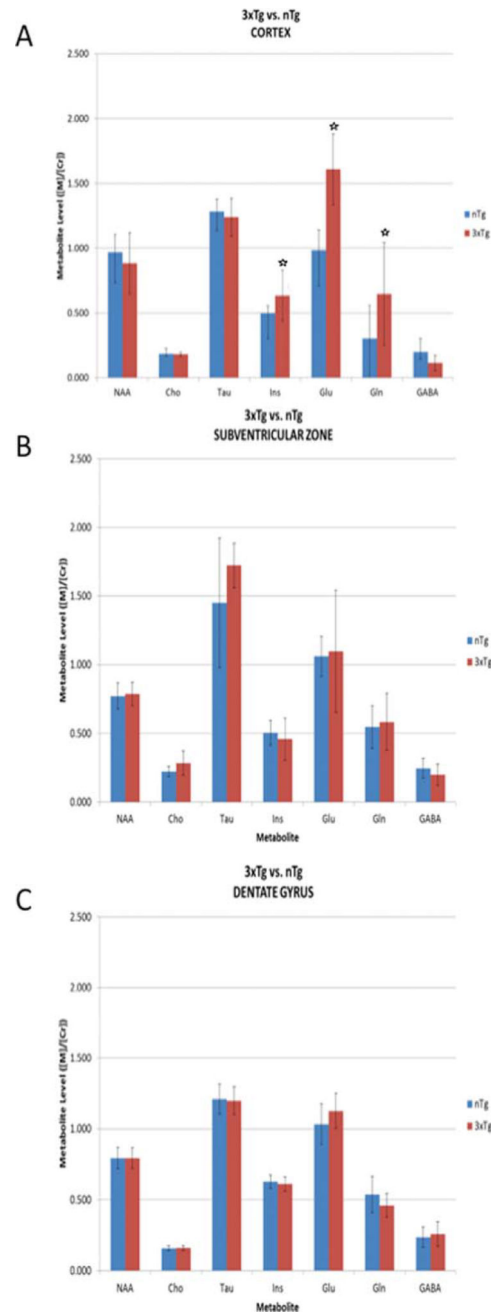 A
3xTg vs. nTg
CORTEX
Metabolite Level ([M]/[Cr])
2.500
2.000
1.500
1.000
0.500
0.000
☆
☆
☆
nTg
3xTg
NAA Cho Tau Ins Glu Gln GABA
B
3xTg vs. nTg
SUBVENTRICULAR ZONE
Metabolite Level ([M]/[Cr])
2.500
2.000
1.500
1.000
0.500
0.000
nTg
3xTg
NAA Cho Tau Ins Glu Gln GABA
Metabolite
C
3xTg vs. nTg
DENTATE GYRUS
Metabolite Level ([M]/[Cr])
2.500
2.000
1.500
1.000
0.500
0.000
nTg
3xTg
NAA Cho Tau Ins Glu Gln GABA
Metabolite